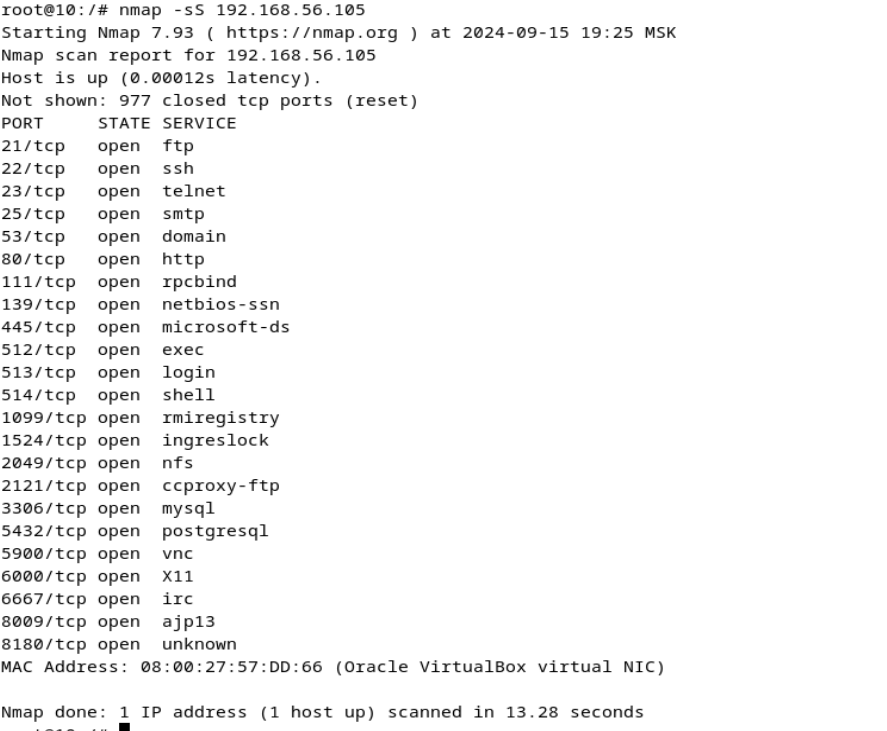 root@10:/# nmap -sS 192.168.56.105
Starting Nmap 7.93 ( https://nmap.org ) at 2024-09-15 19:25 MSK
Nmap scan report for 192.168.56.105
Host is up (0.00012s latency).
Not shown: 977 closed tcp ports (reset)
PORT     STATE SERVICE
21/tcp   open  ftp
22/tcp   open  ssh
23/tcp   open  telnet
25/tcp   open  smtp
53/tcp   open  domain
80/tcp   open  http
111/tcp  open  rpcbind
139/tcp  open  netbios-ssn
445/tcp  open  microsoft-ds
512/tcp  open  exec
513/tcp  open  login
514/tcp  open  shell
1099/tcp open  rmiregistry
1524/tcp open  ingreslock
2049/tcp open  nfs
2121/tcp open  ccproxy-ftp
3306/tcp open  mysql
5432/tcp open  postgresql
5900/tcp open  vnc
6000/tcp open  X11
6667/tcp open  irc
8009/tcp open  ajp13
8180/tcp open  unknown
MAC Address: 08:00:27:57:DD:66 (Oracle VirtualBox virtual NIC)
Nmap done: 1 IP address (1 host up) scanned in 13.28 seconds